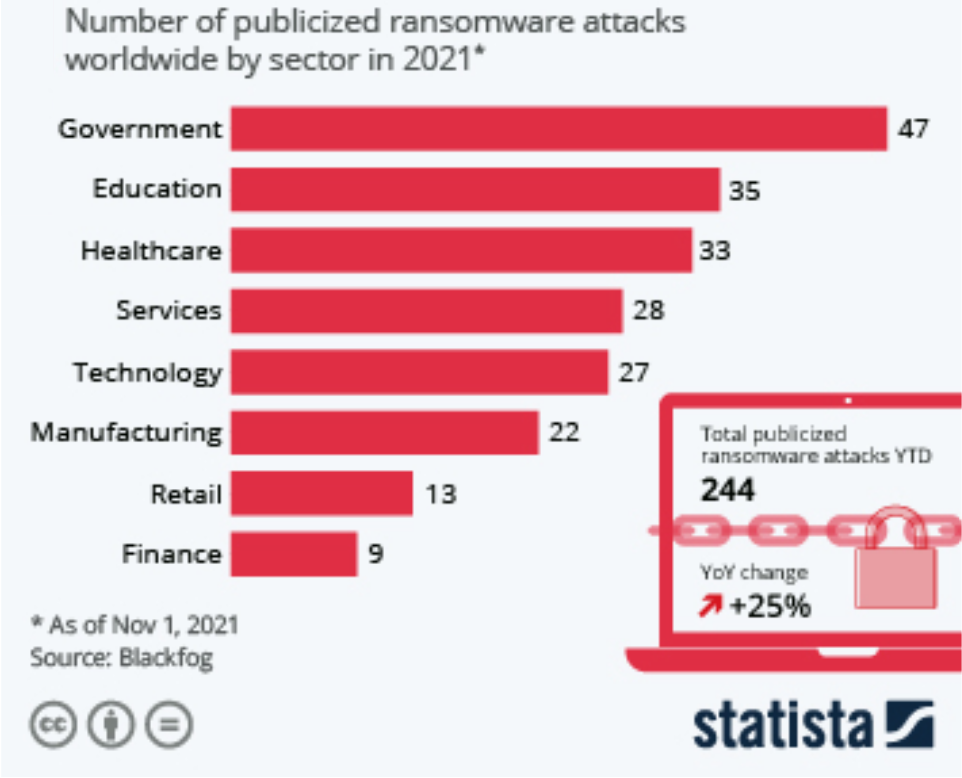 Number of publicized ransomware attacks
worldwide by sector in 2021*
Government 47
Education 35
Healthcare 33
Services 28
Technology 27
Manufacturing 22
Retail 13
Finance 9
Total publicized
ransomware attacks YTD
244
YoY change
+25%
* As of Nov 1, 2021
Source: Blackfog
cc
statista